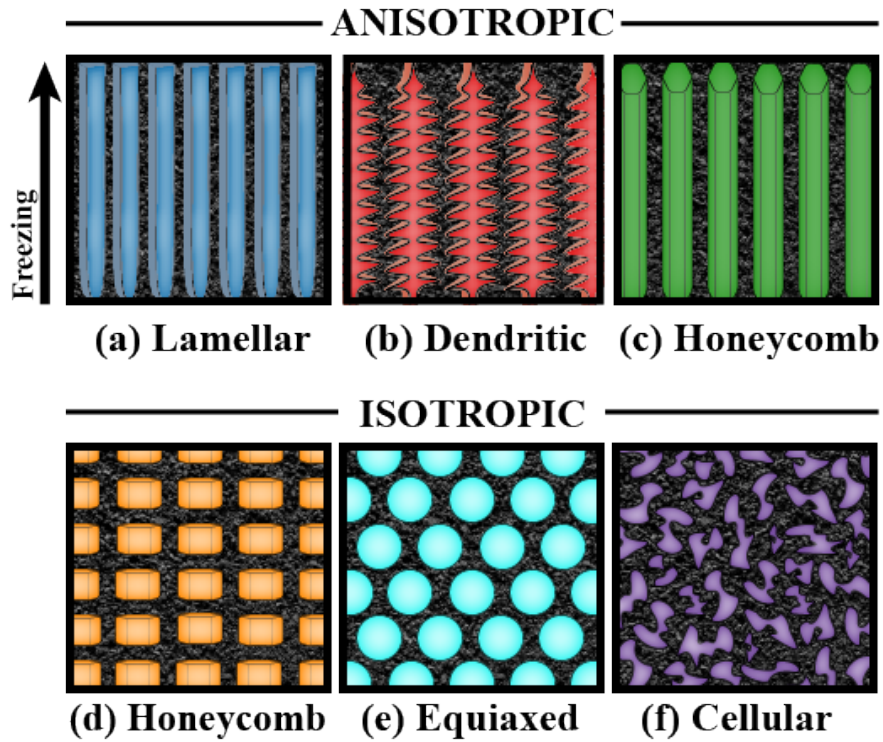 ANISOTROPIC
Freezing
(a) Lamellar
(b) Dendritic
(c) Honeycomb
ISOTROPIC
(d) Honeycomb
(e) Equiaxed
(f) Cellular